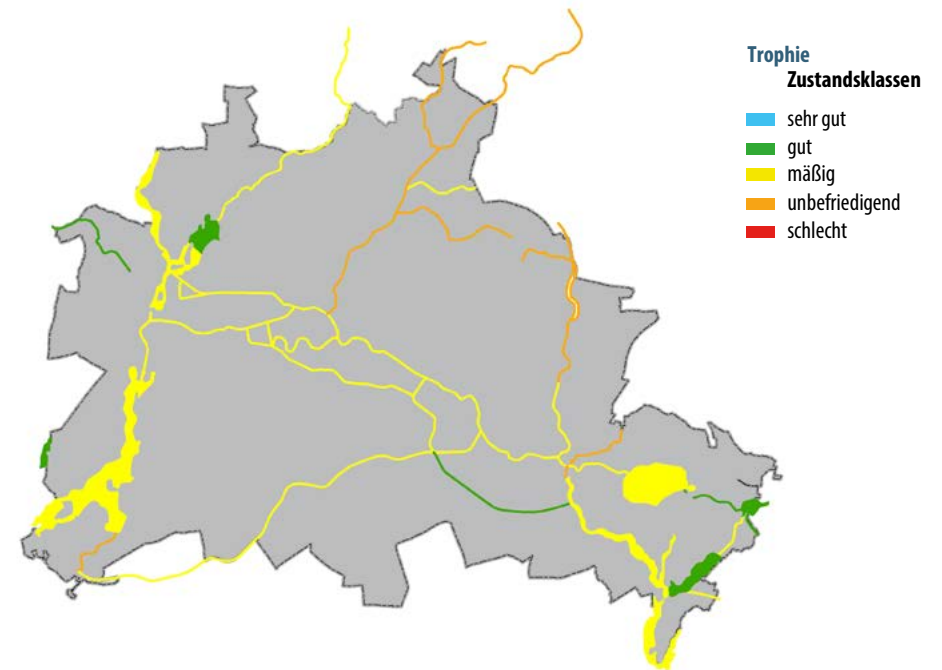 Trophie
Zustandsklassen
sehr gut
gut
mäßig
unbefriedigend
schlecht